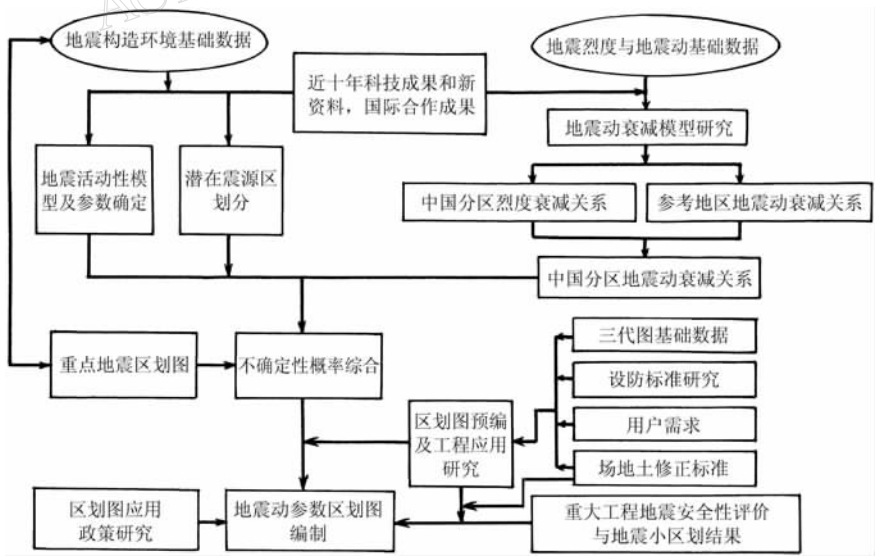 地震构造环境基础数据
地震烈度与地震动基础数据
近十年科技成果和新
资料，国际合作成果
地震动衰减模型研究
地震活动性模
型及参数确定
潜在震源区
划分
中国分区烈度衰减关系
参考地区地震动衰减关系
中国分区地震动衰减关系
三代图基础数据
重点地震区划图
不确定性概率综合
设防标准研究
区划图预编
及工程应用
研究
用户需求
场地土修正标准
区划图应用
政策研究
地震动参数区划图
编制
重大工程地震安全性评价
与地震小区划结果